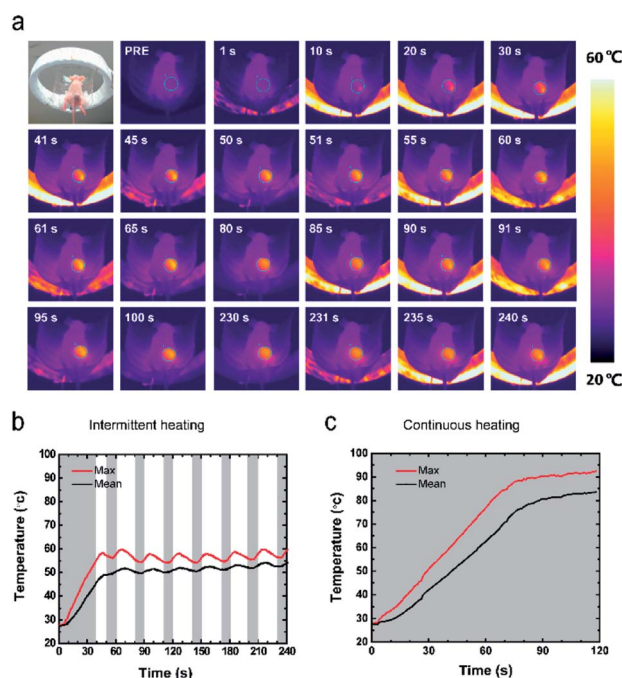 a
PRE 1 s 10 s 20 s 30 s 60 ℃
41 s 45 s 50 s 51 s 55 s 60 s
61 s 65 s 80 s 85 s 90 s 91 s
95 s 100 s 230 s 231 s 235 s 240 s
20 ℃
b Intermittent heating
100
90
80
70
60
50
40
30
20
Temperature (°c)
Max
Mean
0 30 60 90 120 150 180 210 240
Time (s)
c Continuous heating
100
90
80
70
60
50
40
30
20
Temperature (°c)
Max
Mean
0 30 60 90 120
Time (s)